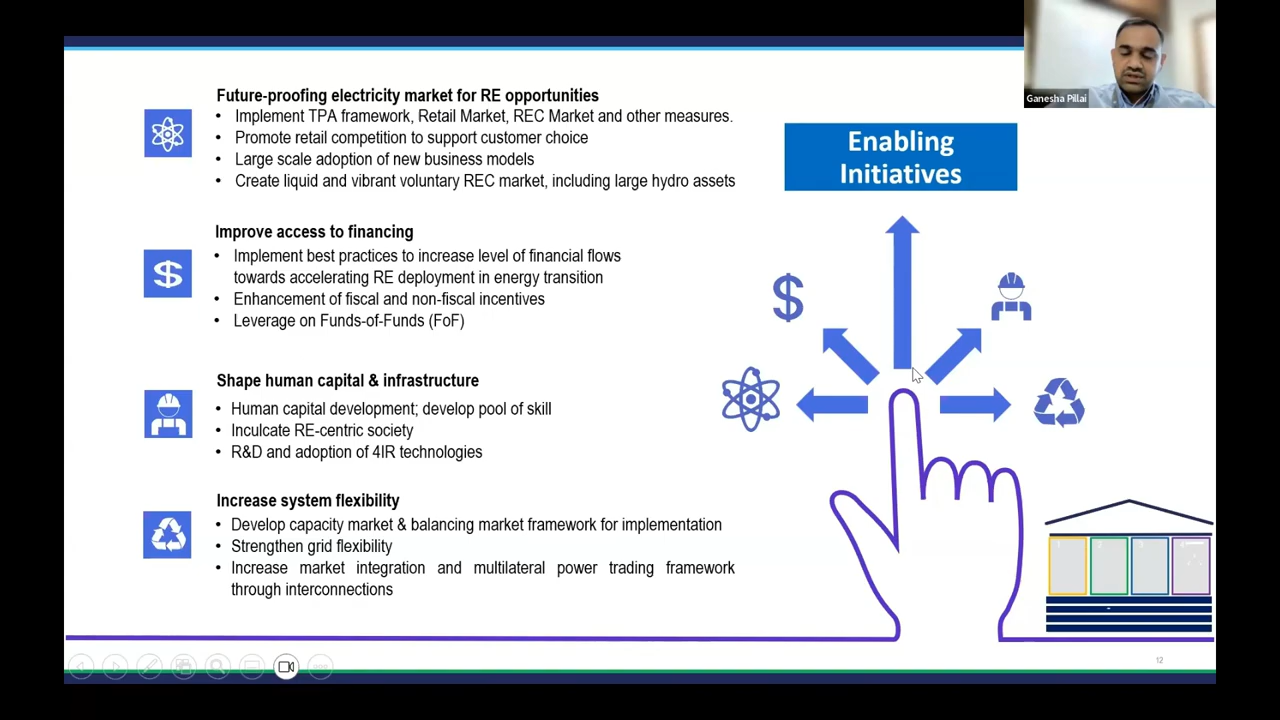 Ganesha Pillai
Future-proofing electricity market for RE opportunities
• Implement TPA framework, Retail Market, REC Market and other measures.
• Promote retail competition to support customer choice
• Large scale adoption of new business models
• Create liquid and vibrant voluntary REC market, including large hydro assets
Improve access to financing
• Implement best practices to increase level of financial flows
towards accelerating RE deployment in energy transition
• Enhancement of fiscal and non-fiscal incentives
• Leverage on Funds-of-Funds (FoF)
Shape human capital & infrastructure
• Human capital development; develop pool of skill
• Inculcate RE-centric society
• R&D and adoption of 4IR technologies
Increase system flexibility
• Develop capacity market & balancing market framework for implementation
• Strengthen grid flexibility
• Increase market integration and multilateral power trading framework
through interconnections
Enabling
Initiatives
$
$
1 2 3
12